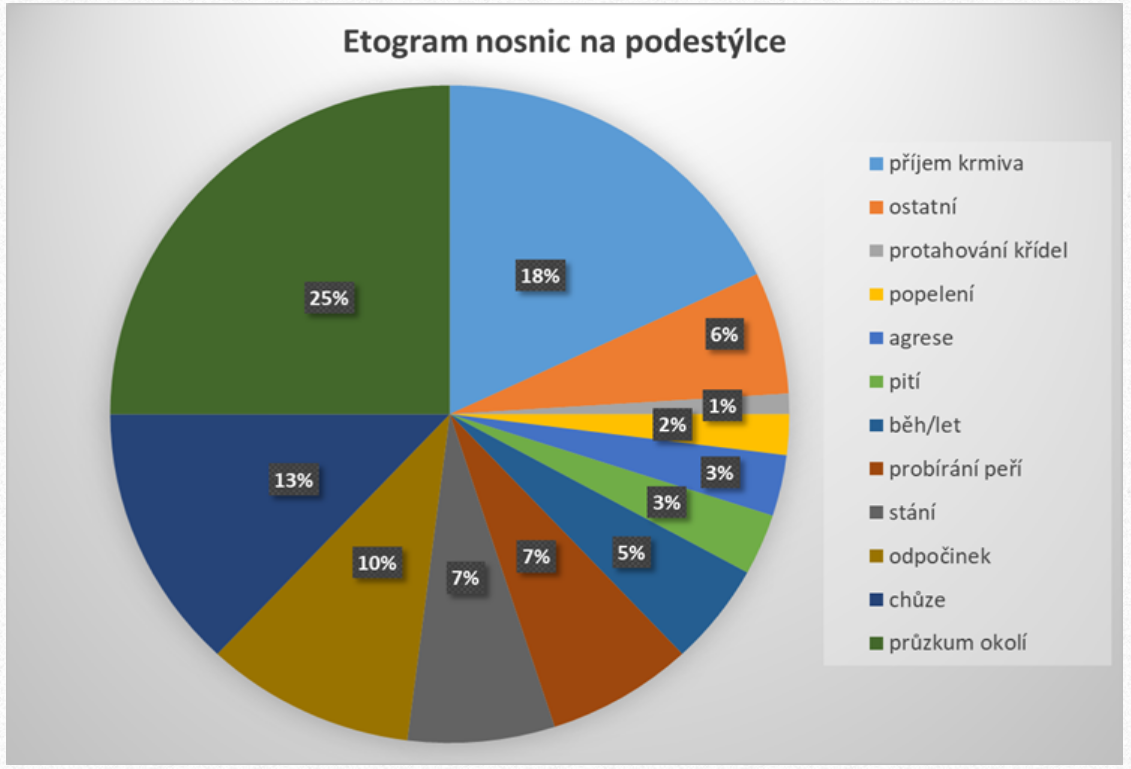 Etogram nosnic na podestýlce
18%
6%
1%
2%
3%
3%
5%
7%
7%
10%
13%
25%
příjem krmiva
ostatní
protahování křídel
popelení
agrese
pití
běh/let
probírání peří
stání
odpočinek
chůze
průzkum okolí